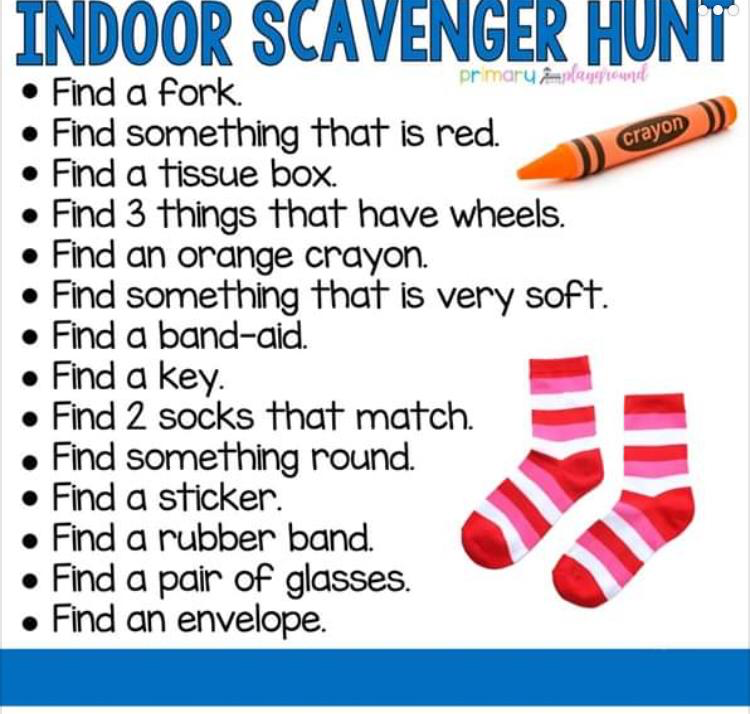 INDOOR SCAVENGER HUNT
primary playground
• Find a fork.
• Find something that is red.
crayon
• Find a tissue box.
• Find 3 things that have wheels.
• Find an orange crayon.
• Find something that is very soft.
• Find a band-aid.
• Find a key.
• Find 2 socks that match.
• Find something round.
• Find a sticker.
• Find a rubber band.
• Find a pair of glasses.
• Find an envelope.